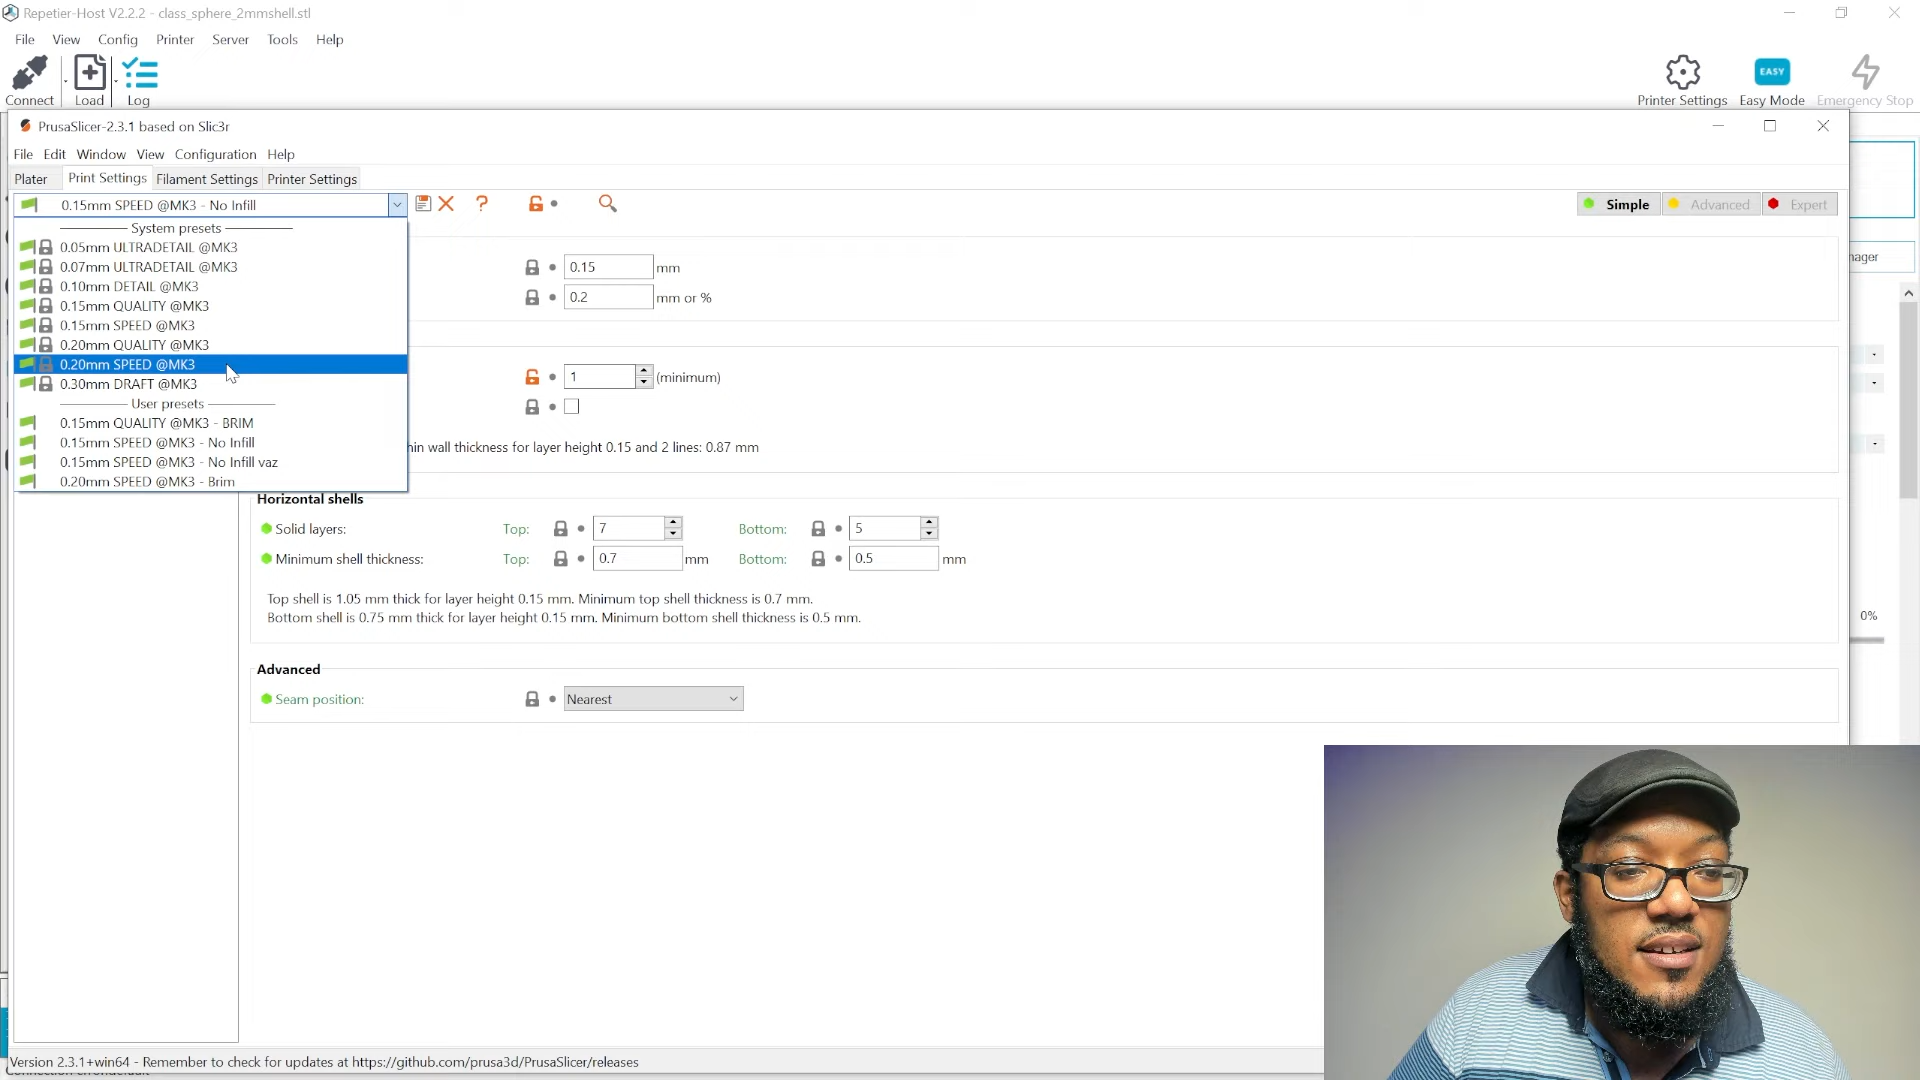 Repetier-Host V2.2.2 - class_sphere_2mmshell.stl
File View Config Printer Server Tools Help
Connect Load Log
EASY
Printer Settings Easy Mode Emergency Stop
PrusaSlicer-2.3.1 based on Slic3r
File Edit Window View Configuration Help
Plater Print Settings Filament Settings Printer Settings
0.15mm SPEED @MK3 - No Infill
Simple Advanced Expert
System presets
0.05mm ULTRADETAIL @MK3
0.07mm ULTRADETAIL @MK3
0.10mm DETAIL @MK3
0.15mm QUALITY @MK3
0.15mm SPEED @MK3
0.20mm QUALITY @MK3
0.20mm SPEED @MK3
0.30mm DRAFT @MK3
User presets
0.15mm QUALITY @MK3 - BRIM
0.15mm SPEED @MK3 - No Infill
0.15mm SPEED @MK3 - No Infill vaz
0.20mm SPEED @MK3 - Brim
nager
0.15 mm
0.2 mm or %
1 (minimum)
hin wall thickness for layer height 0.15 and 2 lines: 0.87 mm
Horizontal shells
Solid layers: Top: 7 Bottom: 5
Minimum shell thickness: Top: 0.7 mm Bottom: 0.5 mm
Top shell is 1.05 mm thick for layer height 0.15 mm. Minimum top shell thickness is 0.7 mm.
Bottom shell is 0.75 mm thick for layer height 0.15 mm. Minimum bottom shell thickness is 0.5 mm.
0%
Advanced
Seam position: Nearest
Version 2.3.1+win64 - Remember to check for updates at https://github.com/prusa3d/PrusaSlicer/releases